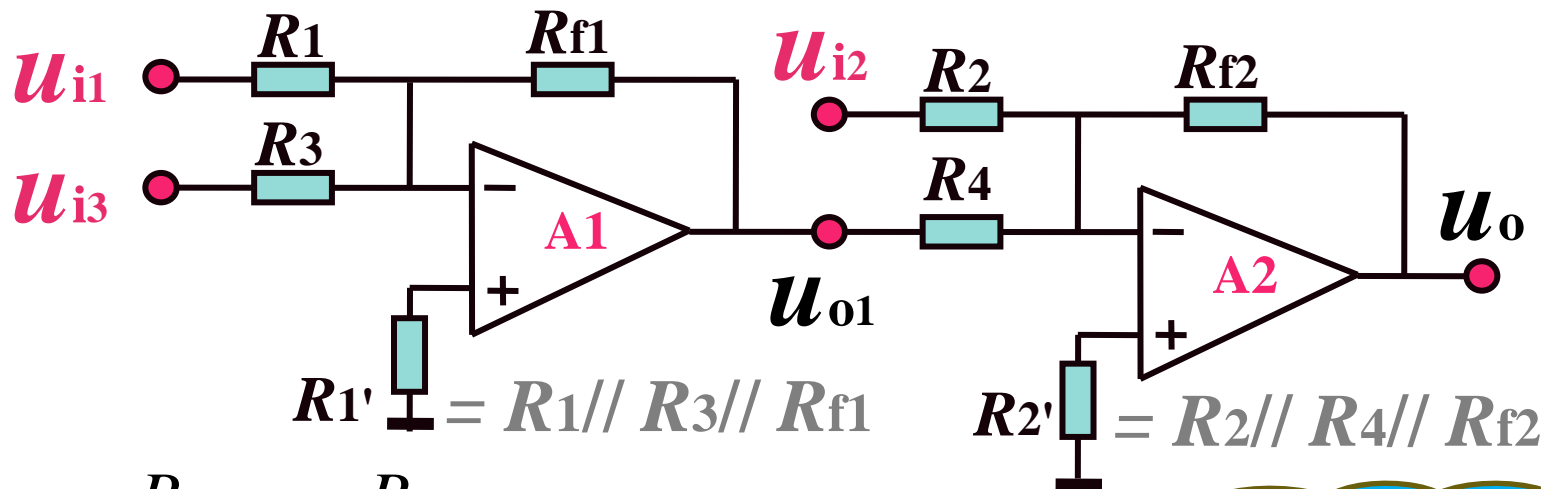 R1
Rf1
ui1
R3
ui3
−
A1
+
uo1
R1' = R1// R3// Rf1
ui2
R2
Rf2
R4
−
A2
+
uo
R2' = R2// R4// Rf2